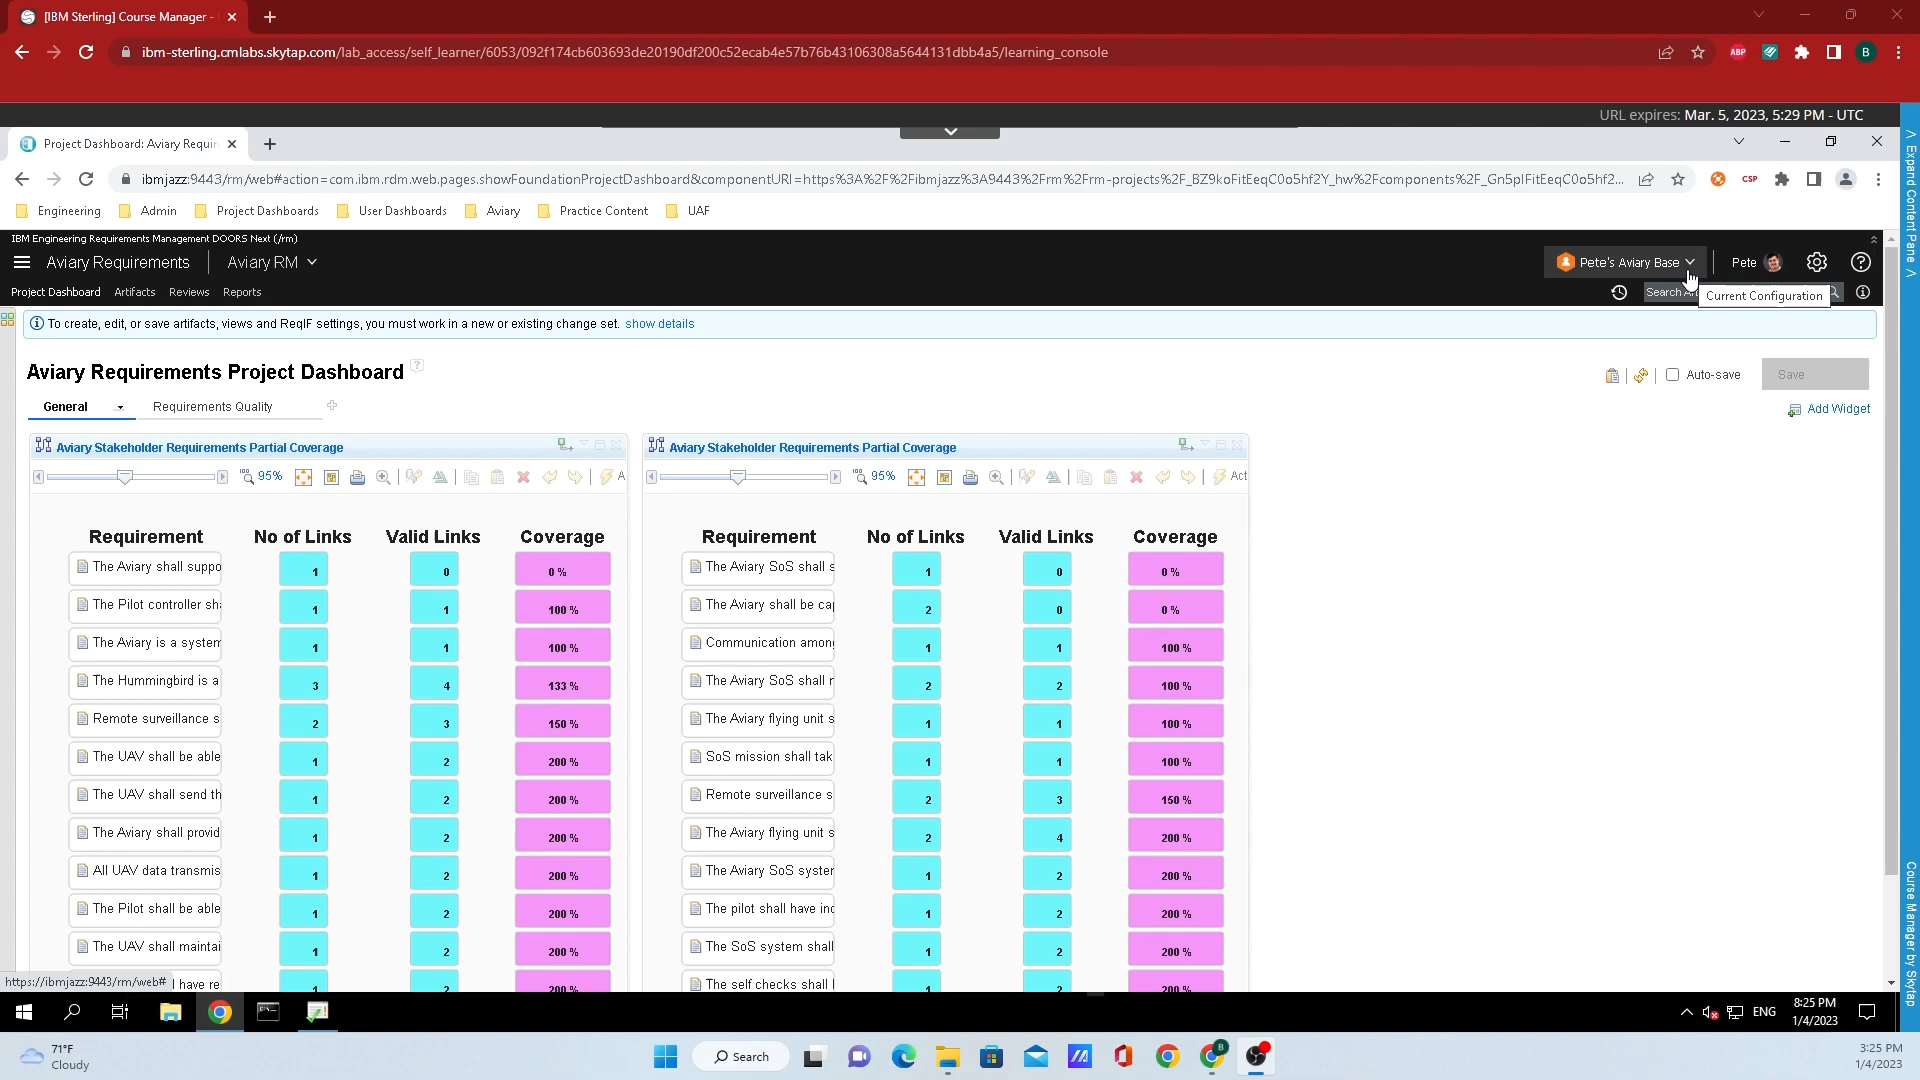 [IBM Sterling] Course Manager -
ibm-sterling.cmlabs.skytap.com/lab_access/self_learner/6053/092f174cb603693de20190df200c52ecab4e57b76b43106308a5644131dbb4a5/learning_console
ABP
B
URL expires: Mar. 5, 2023, 5:29 PM - UTC
Project Dashboard: Aviary Requir
ibmjazz:9443/rm/web#action=com.ibm.rdm.web.pages.showFoundationProjectDashboard&componentURI=https%3A%2F%2Fibmjazz%3A9443%2Frm%2Frm-projects%2F_BZ9koFitEeqC0o5hf2Y_hw%2Fcomponents%2F_Gn5pIFitEeqC0o5hf2...
CSP
Engineering Admin Project Dashboards User Dashboards Aviary Practice Content UAF
IBM Engineering Requirements Management DOORS Next (/rm)
Aviary Requirements Aviary RM Pete's Aviary Base Pete
Project Dashboard Artifacts Reviews Reports Search Current Configuration
To create, edit, or save artifacts, views and ReqIF settings, you must work in a new or existing change set. show details
Aviary Requirements Project Dashboard ?
Auto-save Save
General Requirements Quality
Add Widget
Aviary Stakeholder Requirements Partial Coverage Aviary Stakeholder Requirements Partial Coverage
95% A 95% Act
Requirement No of Links Valid Links Coverage Requirement No of Links Valid Links Coverage
The Aviary shall suppo 1 0 0 % The Aviary SoS shall s 1 0 0 %
The Pilot controller sha 1 1 100 % The Aviary shall be cap 2 0 0 %
The Aviary is a system 1 1 100 % Communication among 1 1 100 %
The Hummingbird is a 3 4 133 % The Aviary SoS shall r 2 2 100 %
Remote surveillance s 2 3 150 % The Aviary flying unit s 1 1 100 %
The UAV shall be able 1 2 200 % SoS mission shall tak 1 1 100 %
The UAV shall send th 1 2 200 % Remote surveillance s 2 3 150 %
The Aviary shall provid 1 2 200 % The Aviary flying unit s 2 4 200 %
All UAV data transmis 1 2 200 % The Aviary SoS syster 1 2 200 %
The Pilot shall be able 1 2 200 % The pilot shall have inc 1 2 200 %
The UAV shall maintai 1 2 200 % The SoS system shall 1 2 200 %
have re 1 2 200 % The self checks shall 1 2 200 %
https://ibmjazz:9443/rm/web#
Expand Content Pane
Course Manager by Skytap
ENG
8:25 PM
1/4/2023
71°F
Cloudy
Search
B
3:25 PM
1/4/2023